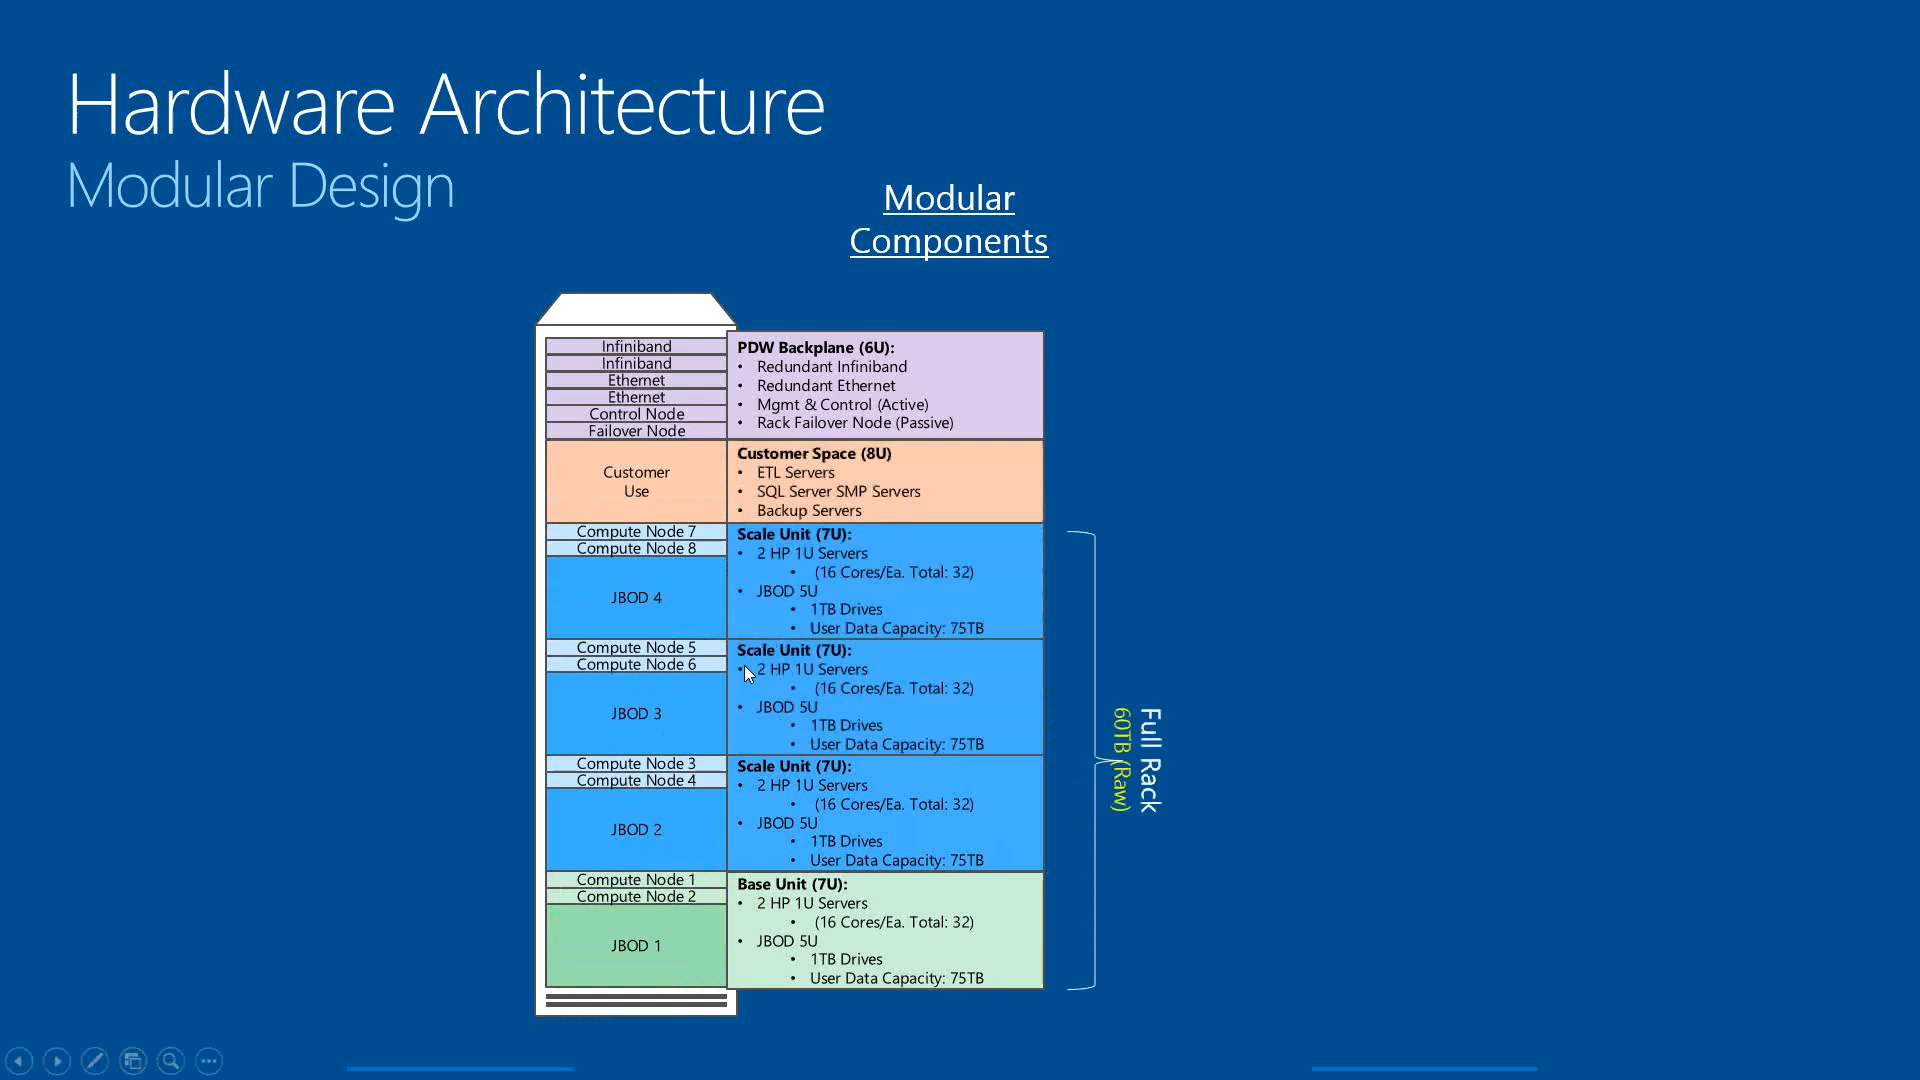 Hardware Architecture
Modular Design
Modular
Components
Infiniband
Infiniband
Ethernet
Ethernet
Control Node
Failover Node
PDW Backplane (6U):
• Redundant Infiniband
• Redundant Ethernet
• Mgmt & Control (Active)
• Rack Failover Node (Passive)
Customer
Use
Customer Space (8U)
• ETL Servers
• SQL Server SMP Servers
• Backup Servers
Compute Node 7
Compute Node 8
JBOD 4
Scale Unit (7U):
• 2 HP 1U Servers
• (16 Cores/Ea. Total: 32)
• JBOD 5U
• 1TB Drives
• User Data Capacity: 75TB
Compute Node 5
Compute Node 6
JBOD 3
Scale Unit (7U):
• 2 HP 1U Servers
• (16 Cores/Ea. Total: 32)
• JBOD 5U
• 1TB Drives
• User Data Capacity: 75TB
Compute Node 3
Compute Node 4
JBOD 2
Scale Unit (7U):
• 2 HP 1U Servers
• (16 Cores/Ea. Total: 32)
• JBOD 5U
• 1TB Drives
• User Data Capacity: 75TB
Compute Node 1
Compute Node 2
JBOD 1
Base Unit (7U):
• 2 HP 1U Servers
• (16 Cores/Ea. Total: 32)
• JBOD 5U
• 1TB Drives
• User Data Capacity: 75TB
Full Rack
60TB (Raw)